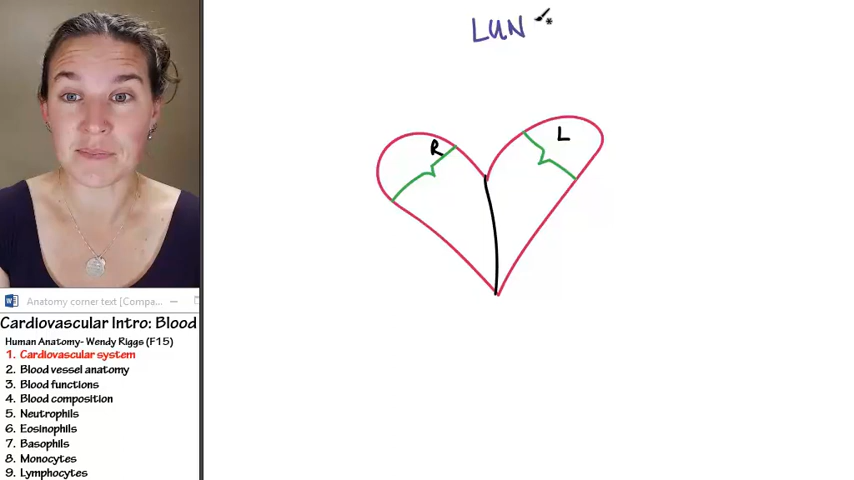 LUN
R
L
Anatomy corner text [Compa...
Cardiovascular Intro: Blood
Human Anatomy- Wendy Riggs (F15)
1. Cardiovascular system
2. Blood vessel anatomy
3. Blood functions
4. Blood composition
5. Neutrophils
6. Eosinophils
7. Basophils
8. Monocytes
9. Lymphocytes